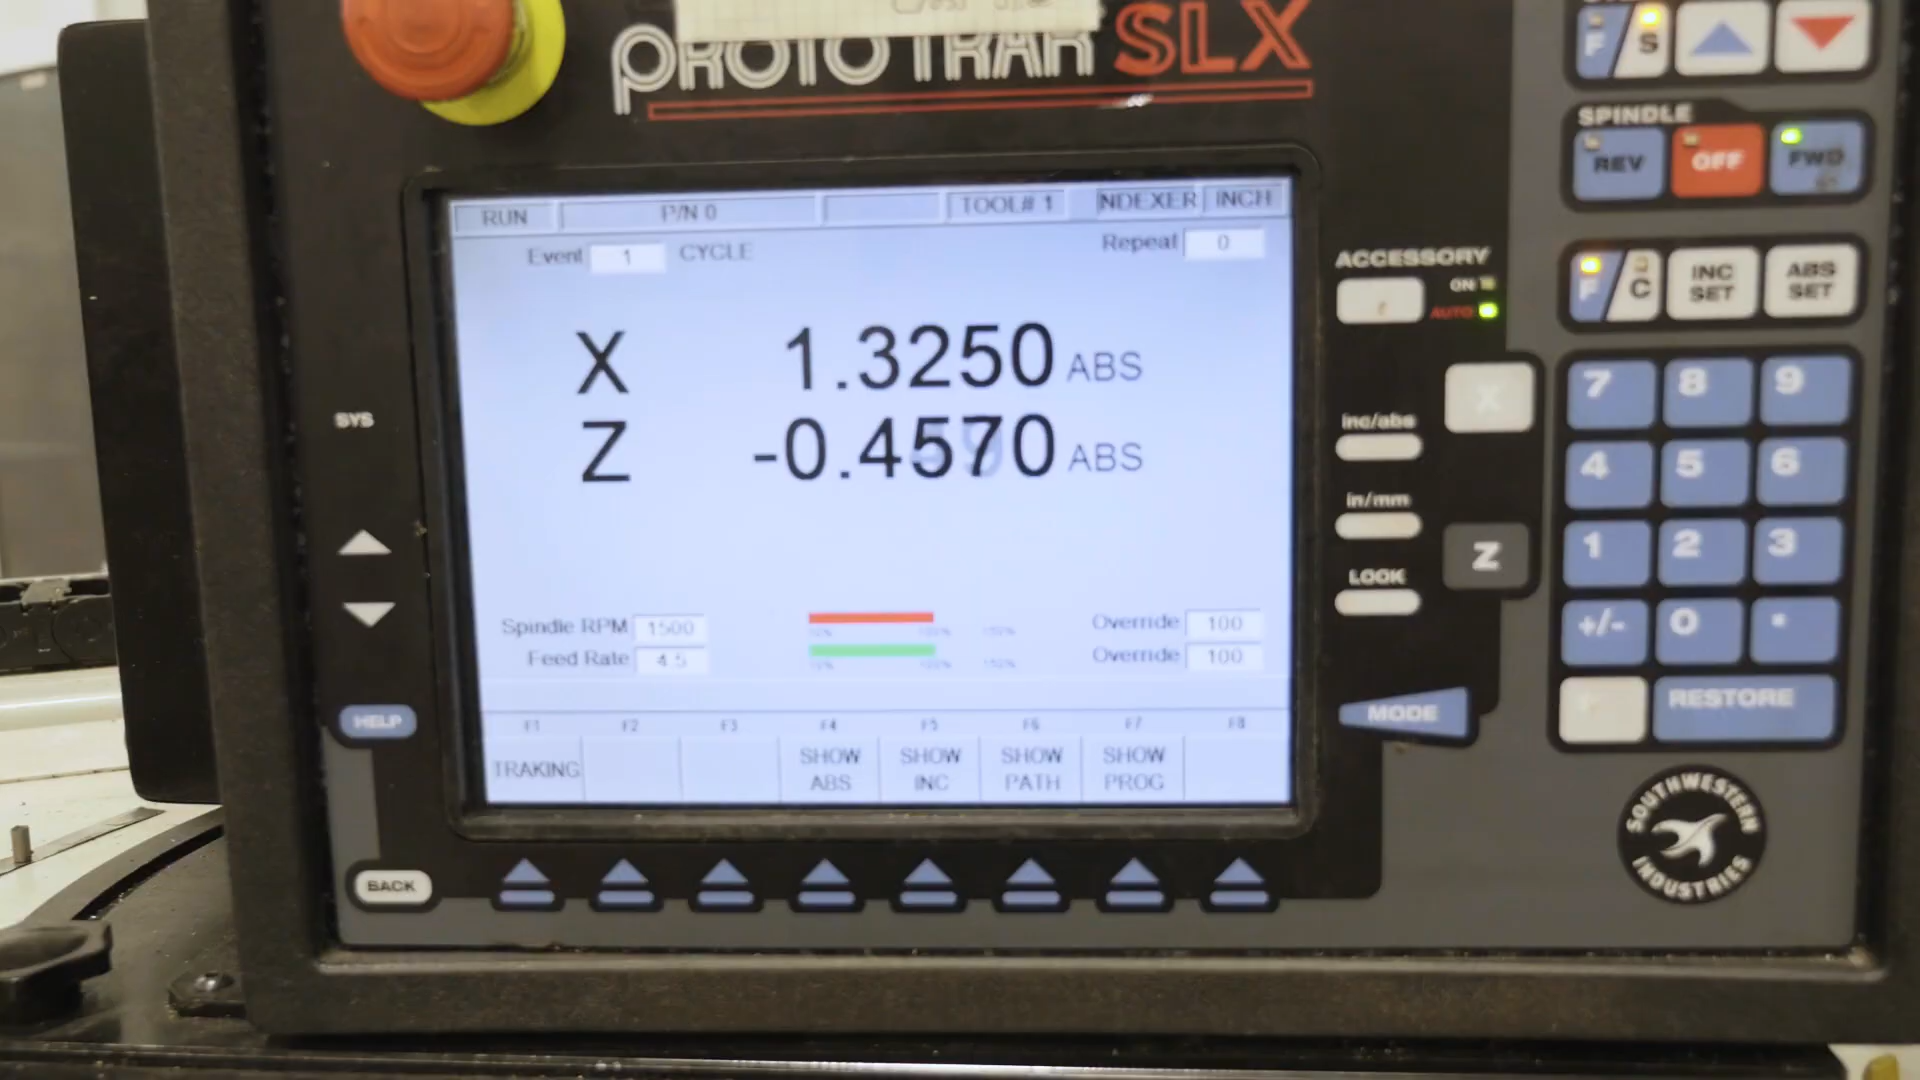 PROTOTRAK SLX
F S
SPINDLE
REV OFF FWD
RUN P/N 0 TOOL# 1 NDEXER INCH
Event 1 CYCLE Repeat 0
X 1.3250 ABS
Z -0.4570 ABS
Spindle RPM 1500 Override 100
Feed Rate 4.5 Override 100
F1 F2 F3 F4 F5 F6 F7 F8
TRAKING SHOW ABS SHOW INC SHOW PATH SHOW PROG
SYS
HELP
BACK
ACCESSORY
ON
AUTO
inc/abs
in/mm
LOOK
X
Z
MODE
F C INC SET ABS SET
7 8 9
4 5 6
1 2 3
+/- 0 .
RESTORE
SOUTHWESTERN INDUSTRIES